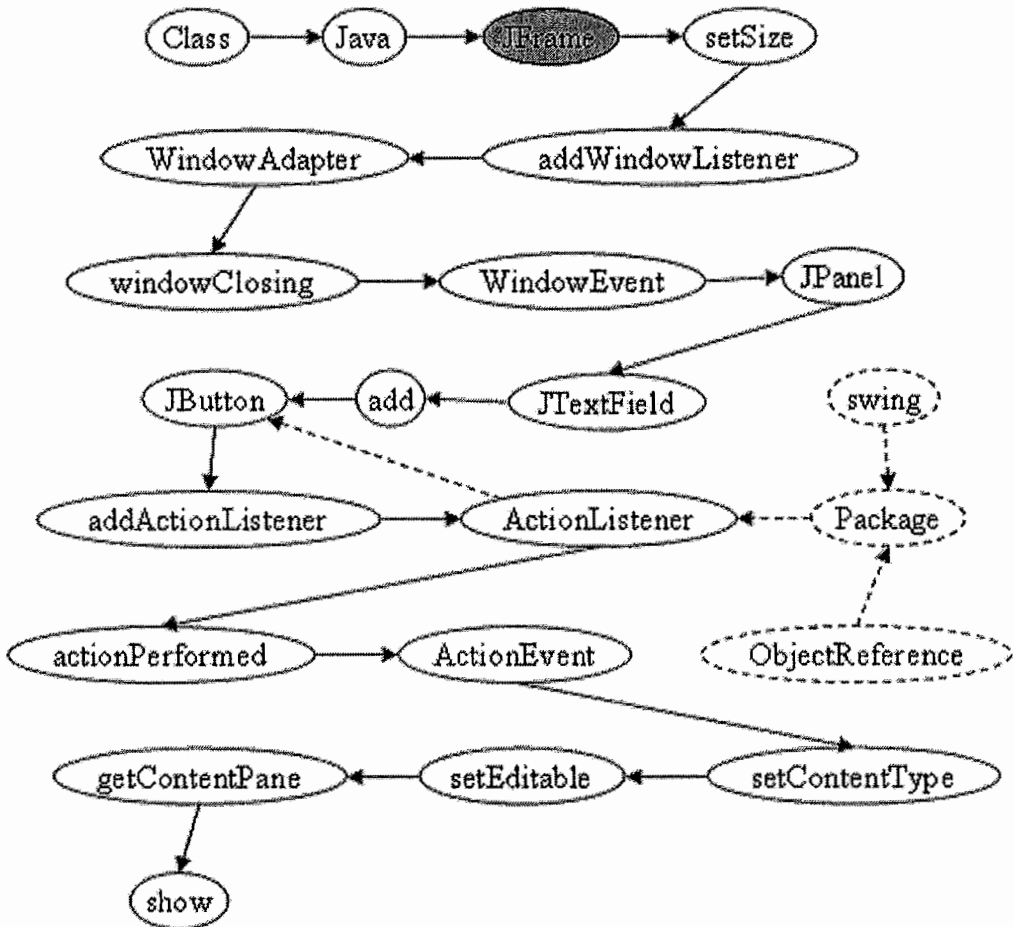 Class
Java
JFrame
setSize
WindowAdapter
addWindowListener
windowClosing
WindowEvent
JPanel
JButton
add
JTextField
swing
addActionListener
ActionListener
Package
actionPerformed
ActionEvent
ObjectReference
getContentPane
setEditable
setContentType
show